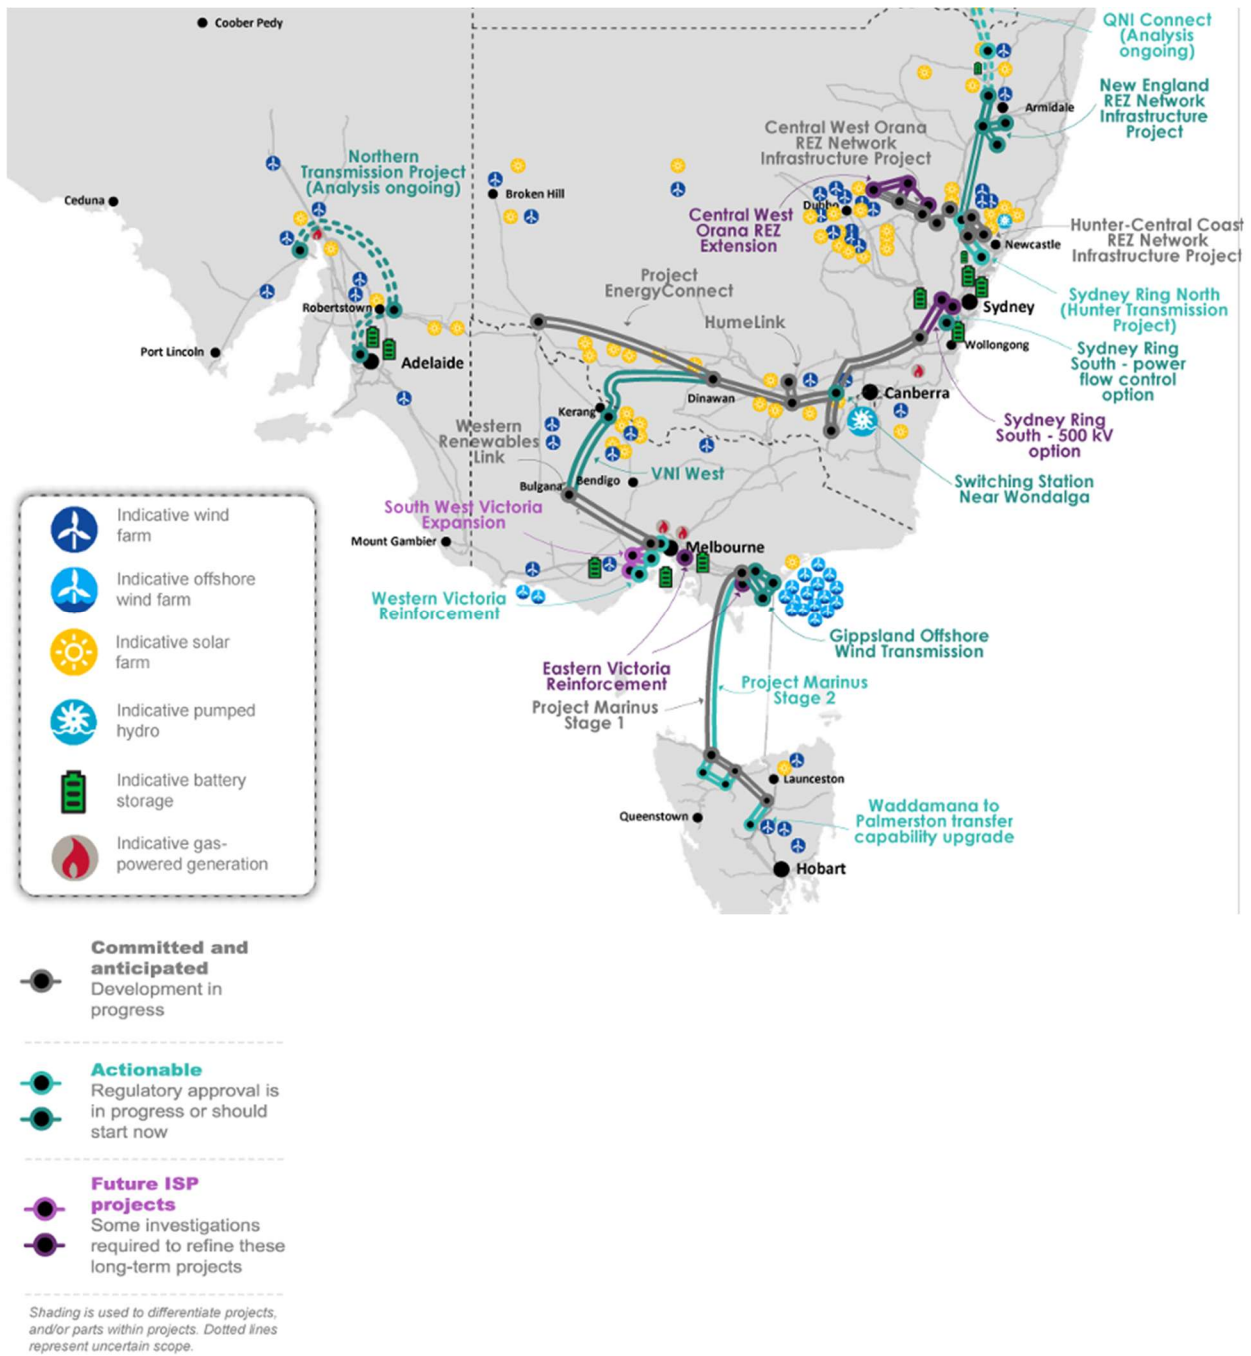 Coober Pedy
QNI Connect
(Analysis
ongoing)
New England
REZ Network
Infrastructure
Project
Armidale
Central West Orana
REZ Network
Infrastructure Project
Northern
Transmission Project
(Analysis ongoing)
Ceduna
Broken Hill
Dubbo
Central West
Orana REZ
Extension
Hunter-Central Coast
REZ Network
Infrastructure Project
Newcastle
Project
EnergyConnect
Robertstown
HumeLink
Sydney
Sydney Ring North
(Hunter Transmission
Project)
Port Lincoln
Adelaide
Wollongong
Sydney Ring
South - power
flow control
option
Dinawan
Canberra
Kerang
Western
Renewables
Link
Sydney Ring
South - 500 kV
option
VNI West
Bulgana
Bendigo
Switching Station
Near Wondalga
South West Victoria
Expansion
Mount Gambier
Melbourne
Western Victoria
Reinforcement
Gippsland Offshore
Wind Transmission
Eastern Victoria
Reinforcement
Project Marinus
Stage 2
Project Marinus
Stage 1
Launceston
Queenstown
Waddamana to
Palmerston transfer
capability upgrade
Hobart
Indicative wind
farm
Indicative offshore
wind farm
Indicative solar
farm
Indicative pumped
hydro
Indicative battery
storage
Indicative gas-
powered generation
Committed and
anticipated
Development in
progress
Actionable
Regulatory approval is
in progress or should
start now
Future ISP
projects
Some investigations
required to refine these
long-term projects
Shading is used to differentiate projects,
and/or parts within projects. Dotted lines
represent uncertain scope.